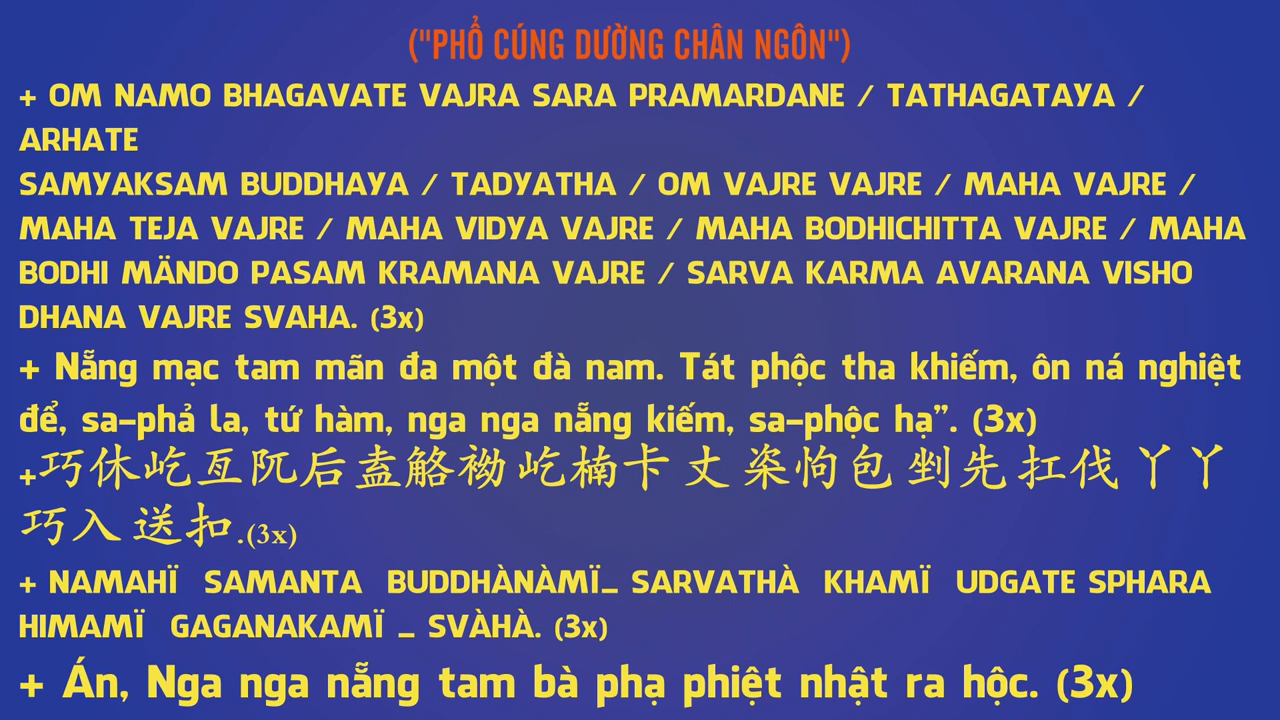 ("PHỔ CÚNG DƯỜNG CHÂN NGÔN")
+ OM NAMO BHAGAVATE VAJRA SARA PRAMARDANE / TATHAGATAYA /
ARHATE
SAMYAKSAM BUDDHAYA / TADYATHA / OM VAJRE VAJRE / MAHA VAJRE /
MAHA TEJA VAJRE / MAHA VIDYA VAJRE / MAHA BODHICHITTA VAJRE / MAHA
BODHI MÄNDO PASAM KRAMANA VAJRE / SARVA KARMA AVARANA VISHO
DHANA VAJRE SVAHA. (3x)
+ Nẵng mạc tam mãn đa một đà nam. Tát phộc tha khiếm, ôn ná nghiệt
để, sa-phả la, tứ hàm, nga nga nẵng kiếm, sa-phộc hạ”. (3x)
+巧休屹亙阢后盍觡袎 屹楠卡 丈 桼怐包 剉先 扛伐 丫丫
巧入 送扣.(3x)
+ NAMAHÏ SAMANTA BUDDHÀNÀMÏ_ SARVATHÀ KHAMÏ UDGATE SPHARA
HIMAMÏ GAGANAKAMÏ _ SVÀHÀ. (3x)
+ Án, Nga nga nẵng tam bà phạ phiệt nhật ra hộc. (3x)